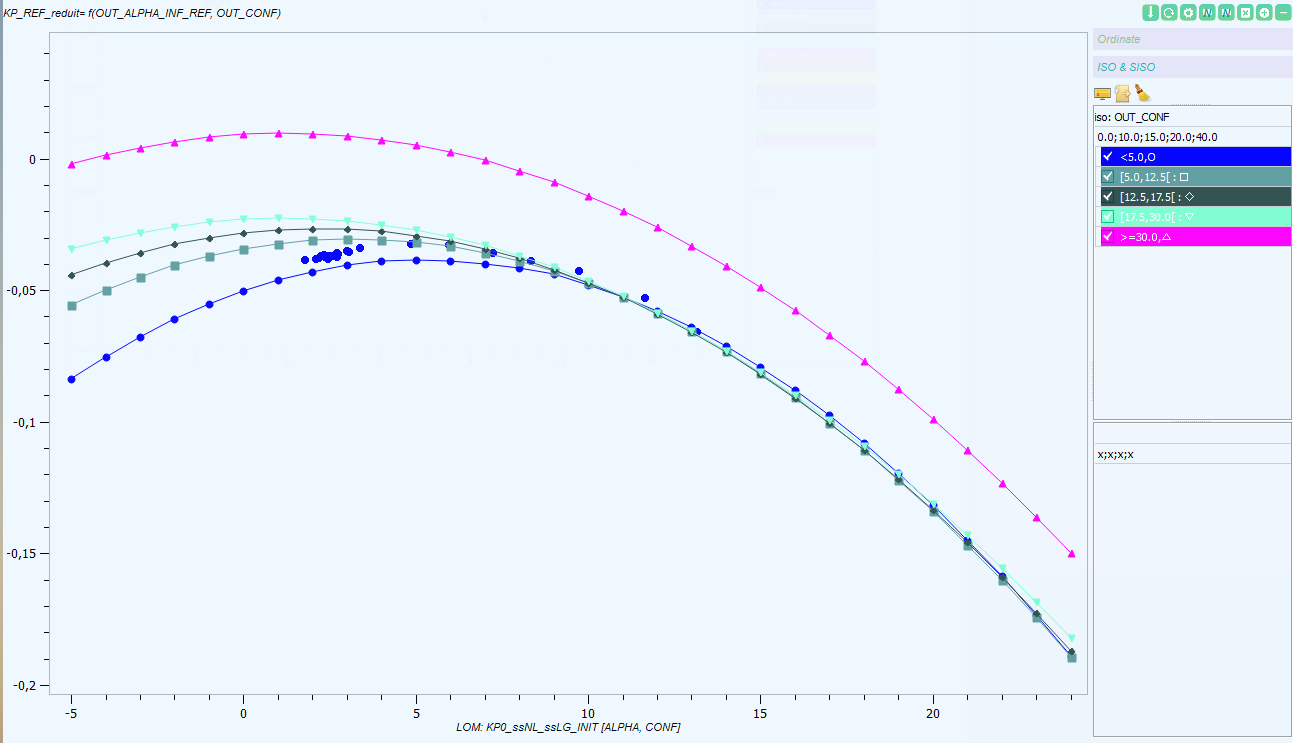 KP_REF_reduit= f(OUT_ALPHA_INF_REF, OUT_CONF)
Ordinate
ISO & SISO
iso: OUT_CONF
0.0;10.0;15.0;20.0;40.0
<5.0,O
[5.0,12.5[ : □
[12.5,17.5[ : ◇
[17.5,30.0[ : ▽
>=30.0,△
x;x;x;x
0
-0,05
-0,1
-0,15
-0,2
-5 0 5 10 15 20
LOM: KP0_ssNL_ssLG_INIT [ALPHA, CONF]